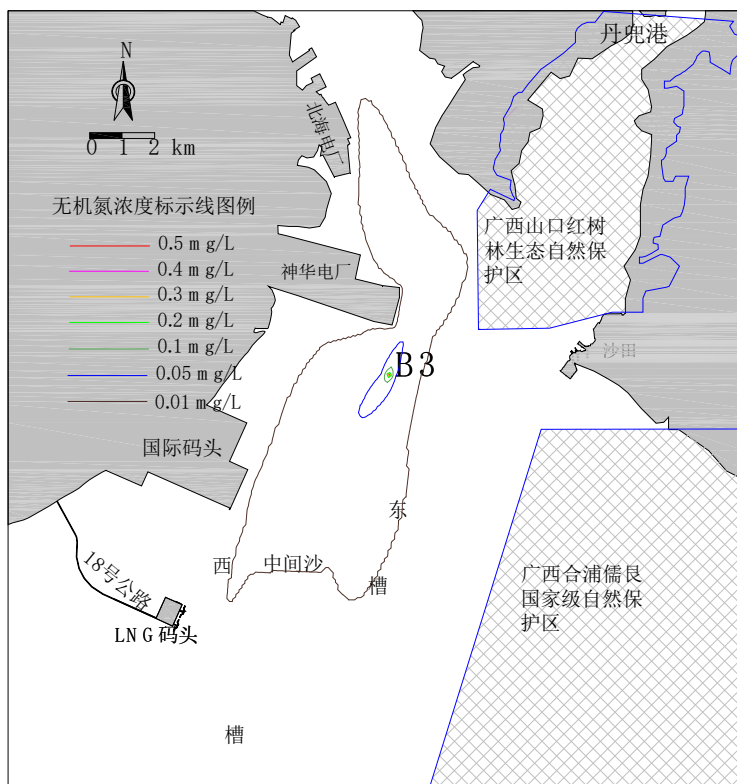 丹兜港
N
北海电厂
0 1 2 km
无机氮浓度标示线图例
0.5 mg/L
0.4 mg/L
0.3 mg/L
0.2 mg/L
0.1 mg/L
0.05 mg/L
0.01 mg/L
广西山口红树
林生态自然保
护区
神华电厂
沙田
B3
国际码头
东
西
中间沙
槽
18号公路
LNG码头
广西合浦儒艮
国家级自然保
护区
槽